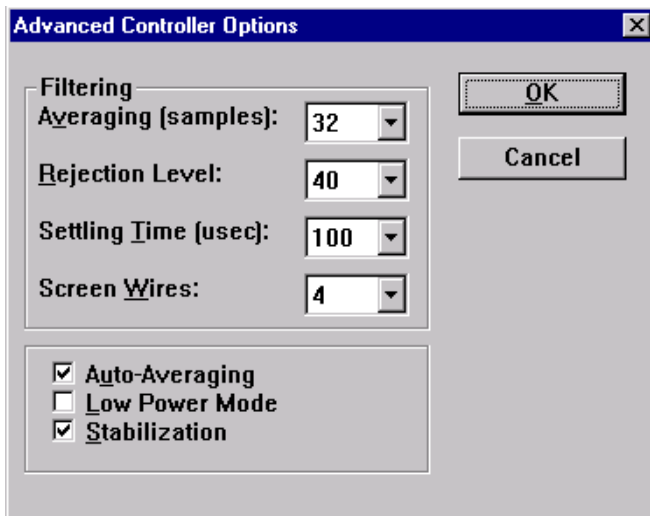 Advanced Controller Options
Filtering
Averaging (samples): 32
Rejection Level: 40
Settling Time (usec): 100
Screen Wires: 4
OK
Cancel
Auto-Averaging
Low Power Mode
Stabilization